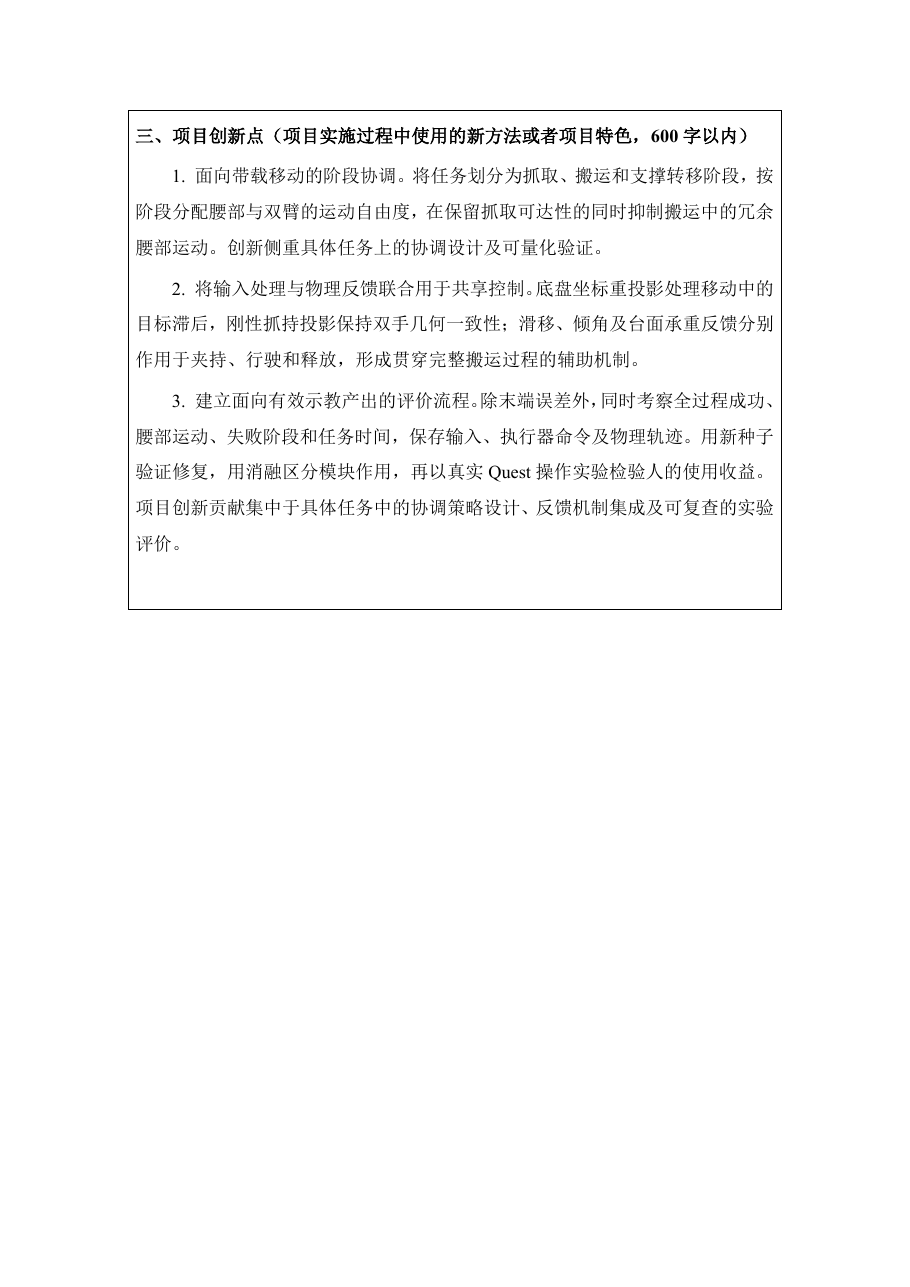 三、项目创新点（项目实施过程中使用的新方法或者项目特色，600 字以内）
1. 面向带载移动的阶段协调。将任务划分为抓取、搬运和支撑转移阶段，按
阶段分配腰部与双臂的运动自由度，在保留抓取可达性的同时抑制搬运中的冗余
腰部运动。创新侧重具体任务上的协调设计及可量化验证。
2. 将输入处理与物理反馈联合用于共享控制。底盘坐标重投影处理移动中的
目标滞后，刚性抓持投影保持双手几何一致性；滑移、倾角及台面承重反馈分别
作用于夹持、行驶和释放，形成贯穿完整搬运过程的辅助机制。
3. 建立面向有效示教产出的评价流程。除末端误差外，同时考察全过程成功、
腰部运动、失败阶段和任务时间，保存输入、执行器命令及物理轨迹。用新种子
验证修复，用消融区分模块作用，再以真实 Quest 操作实验检验人的使用收益。
项目创新贡献集中于具体任务中的协调策略设计、反馈机制集成及可复查的实验
评价。